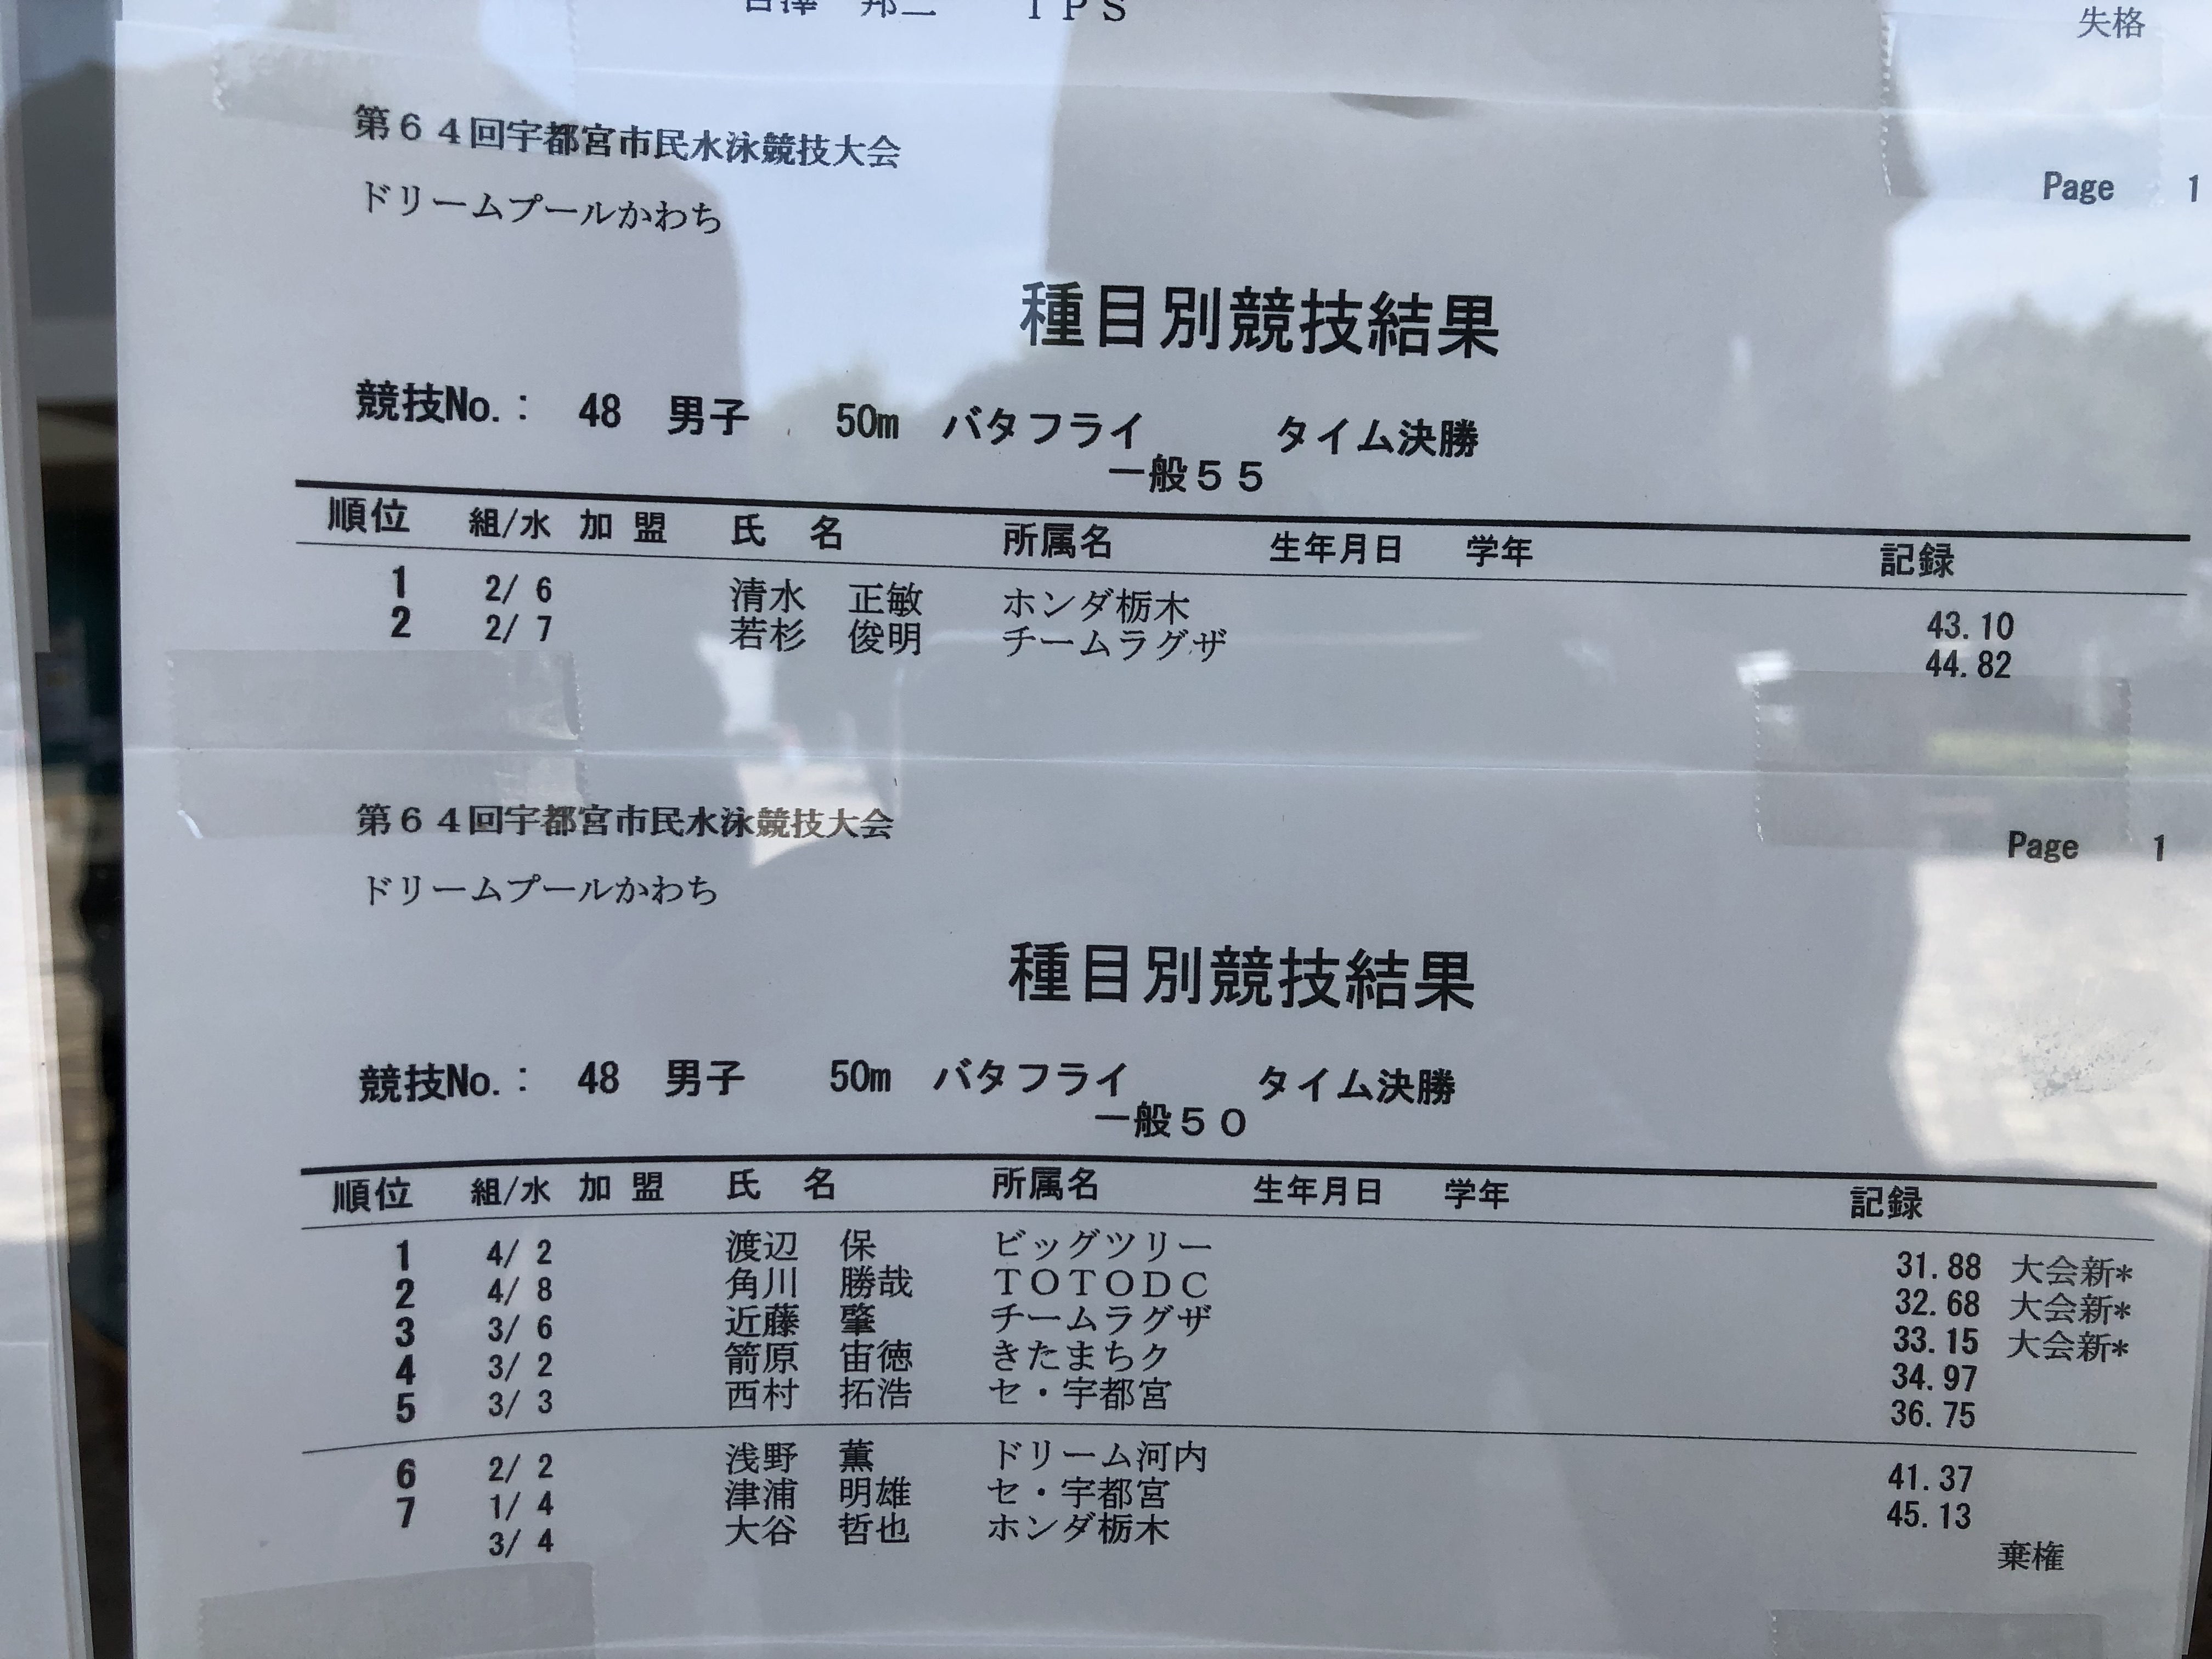 邦二　ＩＰＳ　失格
第６４回宇都宮市民水泳競技大会
ドリームプールかわち
Page 1
種目別競技結果
競技No.： 48 男子 50m バタフライ タイム決勝
一般５５
順位 組/水 加盟 氏名 所属名 生年月日 学年 記録
1 2/ 6 清水 正敏 ホンダ栃木 43.10
2 2/ 7 若杉 俊明 チームラグザ 44.82
第６４回宇都宮市民水泳競技大会
Page 1
ドリームプールかわち
種目別競技結果
競技No.： 48 男子 50m バタフライ タイム決勝
一般５０
順位 組/水 加盟 氏名 所属名 生年月日 学年 記録
1 4/ 2 渡辺 保 ビッグツリー 31.88 大会新*
2 4/ 8 角川 勝哉 ＴＯＴＯＤＣ 32.68 大会新*
3 3/ 6 近藤 肇 チームラグザ 33.15 大会新*
4 3/ 2 箭原 宙徳 きたまちク 34.97
5 3/ 3 西村 拓浩 セ・宇都宮 36.75
6 2/ 2 浅野 薫 ドリーム河内 41.37
7 1/ 4 津浦 明雄 セ・宇都宮 45.13
3/ 4 大谷 哲也 ホンダ栃木 棄権